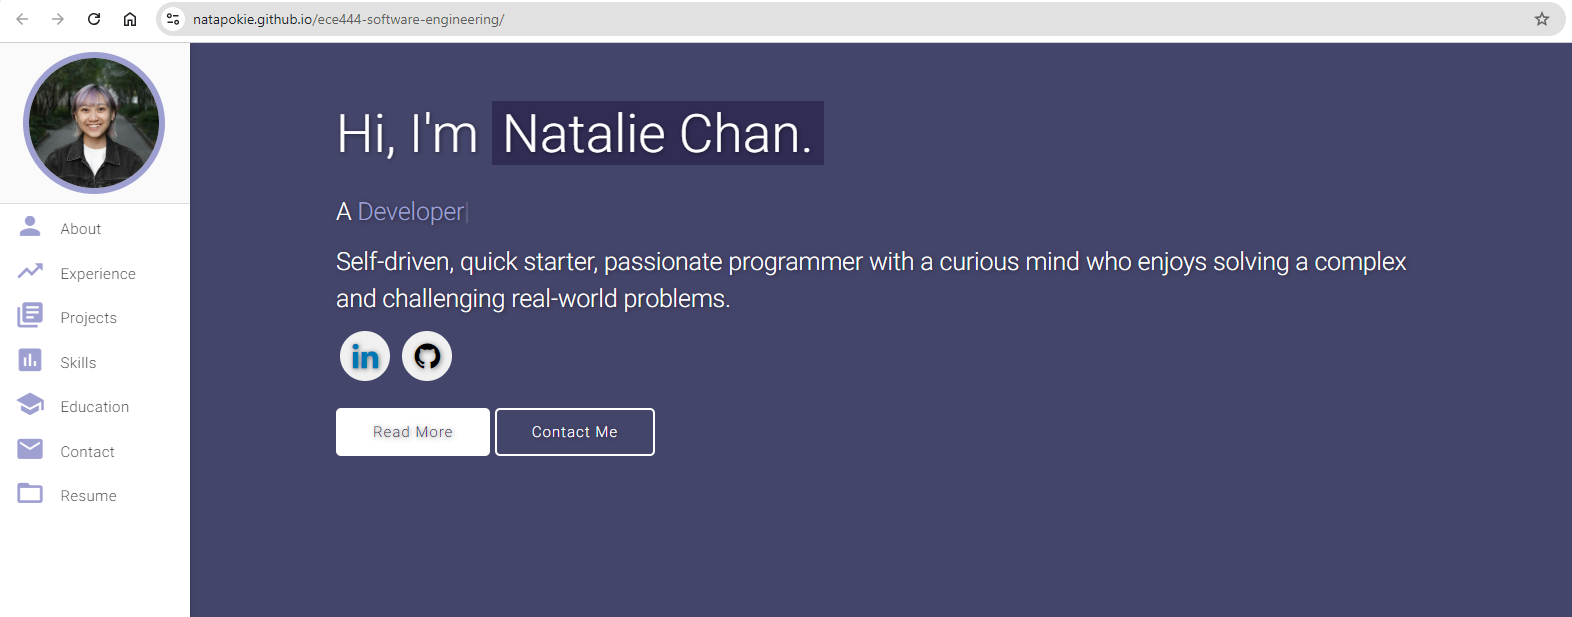 natapokie.github.io/ece444-software-engineering/
About
Experience
Projects
Skills
Education
Contact
Resume
Hi, I'm Natalie Chan.
A Developer|
Self-driven, quick starter, passionate programmer with a curious mind who enjoys solving a complex
and challenging real-world problems.
in
Read More
Contact Me